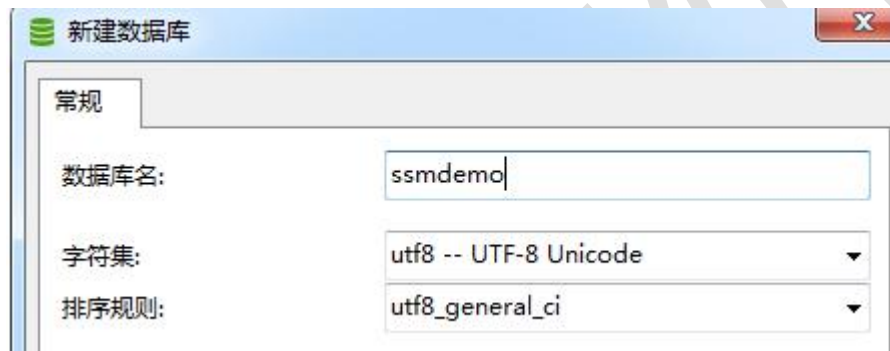 新建数据库
常规
数据库名: ssmdemo
字符集: utf8 -- UTF-8 Unicode
排序规则: utf8_general_ci